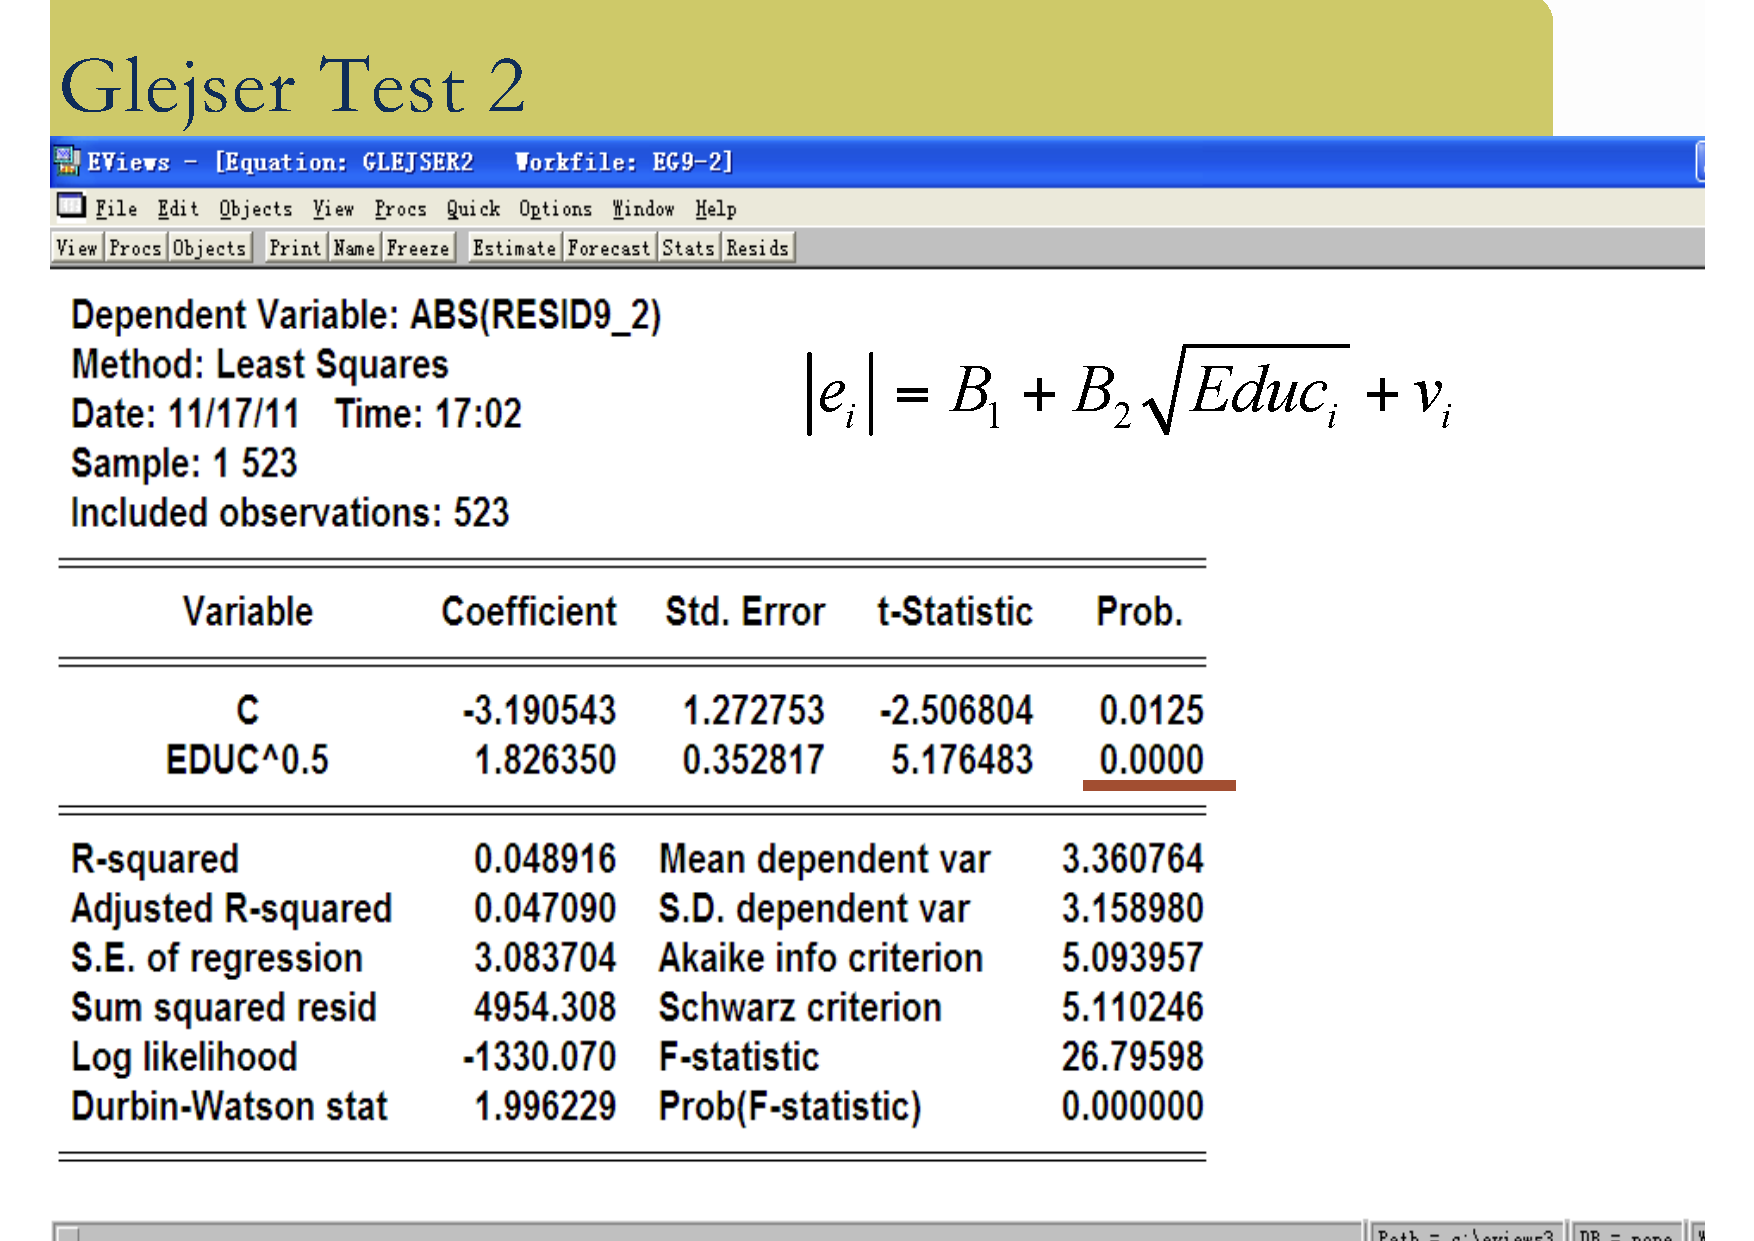 Glejser Test 2
EViews - [Equation: GLEJSER2 Workfile: EG9-2]
File Edit Objects View Procs Quick Options Window Help
View Procs Objects Print Name Freeze Estimate Forecast Stats Resids
Dependent Variable: ABS(RESID9_2)
Method: Least Squares
Date: 11/17/11 Time: 17:02
Sample: 1 523
Included observations: 523
|e_i| = B_1 + B_2 √Educ_i + v_i
Variable Coefficient Std. Error t-Statistic Prob.
C -3.190543 1.272753 -2.506804 0.0125
EDUC^0.5 1.826350 0.352817 5.176483 0.0000
R-squared 0.048916 Mean dependent var 3.360764
Adjusted R-squared 0.047090 S.D. dependent var 3.158980
S.E. of regression 3.083704 Akaike info criterion 5.093957
Sum squared resid 4954.308 Schwarz criterion 5.110246
Log likelihood -1330.070 F-statistic 26.79598
Durbin-Watson stat 1.996229 Prob(F-statistic) 0.000000
Path = c:\eviews3 DB = none